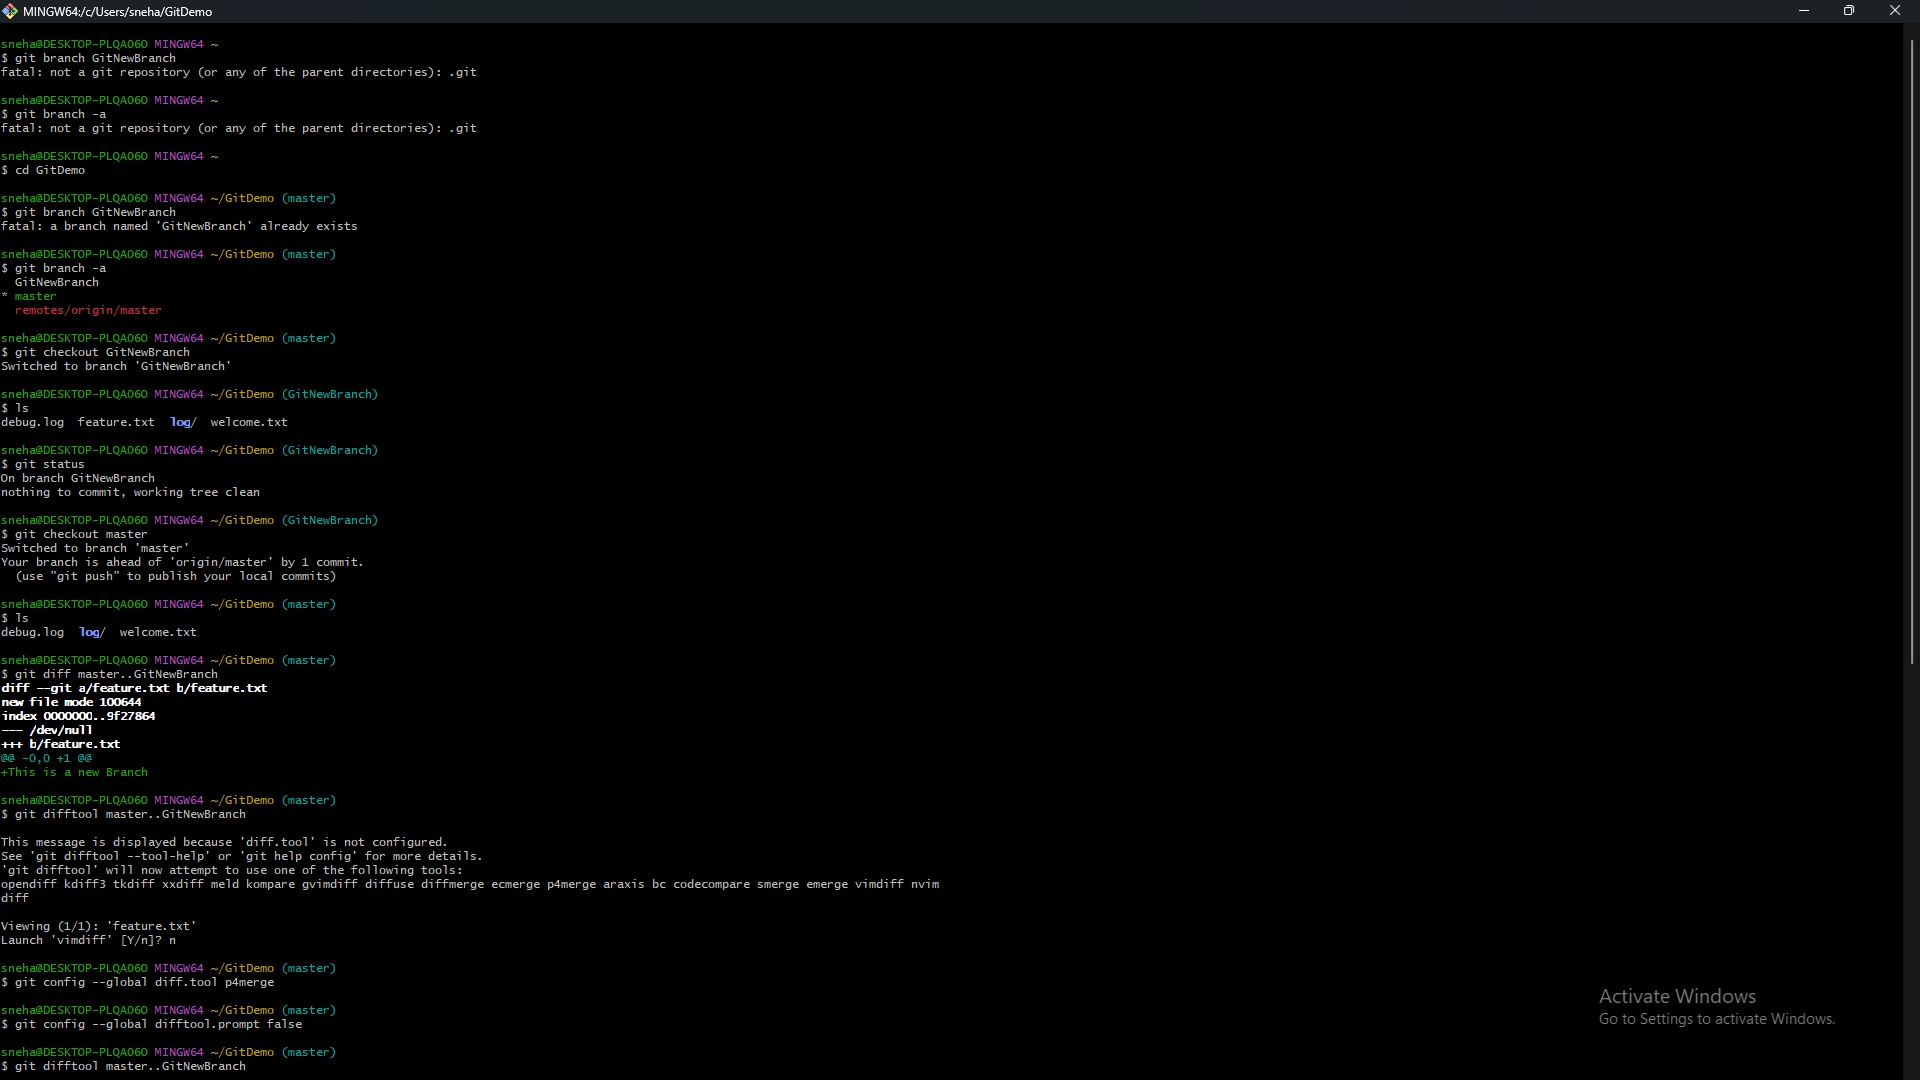 MINGW64:/c/Users/sneha/GitDemo
sneha@DESKTOP-PLQAO6O MINGW64 ~
$ git branch GitNewBranch
fatal: not a git repository (or any of the parent directories): .git
sneha@DESKTOP-PLQAO6O MINGW64 ~
$ git branch -a
fatal: not a git repository (or any of the parent directories): .git
sneha@DESKTOP-PLQAO6O MINGW64 ~
$ cd GitDemo
sneha@DESKTOP-PLQAO6O MINGW64 ~/GitDemo (master)
$ git branch GitNewBranch
fatal: a branch named 'GitNewBranch' already exists
sneha@DESKTOP-PLQAO6O MINGW64 ~/GitDemo (master)
$ git branch -a
GitNewBranch
* master
remotes/origin/master
sneha@DESKTOP-PLQAO6O MINGW64 ~/GitDemo (master)
$ git checkout GitNewBranch
Switched to branch 'GitNewBranch'
sneha@DESKTOP-PLQAO6O MINGW64 ~/GitDemo (GitNewBranch)
$ ls
debug.log feature.txt log/ welcome.txt
sneha@DESKTOP-PLQAO6O MINGW64 ~/GitDemo (GitNewBranch)
$ git status
On branch GitNewBranch
nothing to commit, working tree clean
sneha@DESKTOP-PLQAO6O MINGW64 ~/GitDemo (GitNewBranch)
$ git checkout master
Switched to branch 'master'
Your branch is ahead of 'origin/master' by 1 commit.
(use "git push" to publish your local commits)
sneha@DESKTOP-PLQAO6O MINGW64 ~/GitDemo (master)
$ ls
debug.log log/ welcome.txt
sneha@DESKTOP-PLQAO6O MINGW64 ~/GitDemo (master)
$ git diff master..GitNewBranch
diff --git a/feature.txt b/feature.txt
new file mode 100644
index 0000000..9f27864
--- /dev/null
+++ b/feature.txt
@@ -0,0 +1 @@
+This is a new Branch
sneha@DESKTOP-PLQAO6O MINGW64 ~/GitDemo (master)
$ git difftool master..GitNewBranch
This message is displayed because 'diff.tool' is not configured.
See 'git difftool --tool-help' or 'git help config' for more details.
'git difftool' will now attempt to use one of the following tools:
opendiff kdiff3 tkdiff xxdiff meld kompare gvimdiff diffuse diffmerge ecmerge p4merge araxis bc codecompare smerge emerge vimdiff nvim
diff
Viewing (1/1): 'feature.txt'
Launch 'vimdiff' [Y/n]? n
sneha@DESKTOP-PLQAO6O MINGW64 ~/GitDemo (master)
$ git config --global diff.tool p4merge
sneha@DESKTOP-PLQAO6O MINGW64 ~/GitDemo (master)
$ git config --global difftool.prompt false
sneha@DESKTOP-PLQAO6O MINGW64 ~/GitDemo (master)
$ git difftool master..GitNewBranch
Activate Windows
Go to Settings to activate Windows.